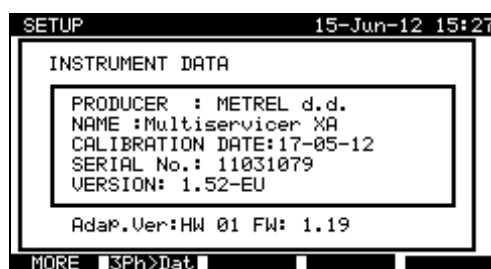 SETUP 15-Jun-12 15:27
INSTRUMENT DATA
PRODUCER : METREL d.d.
NAME :Multiservicer XA
CALIBRATION DATE:17-05-12
SERIAL No.: 11031079
VERSION: 1.52-EU
Adap.Ver:HW 01 FW: 1.19
MORE 3Ph>Dat